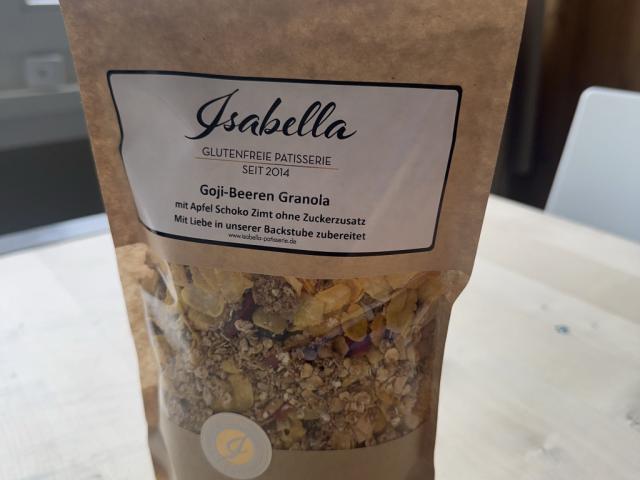 Isabella
GLUTENFREIE PATISSERIE
SEIT 2014
Goji-Beeren Granola
mit Apfel Schoko Zimt ohne Zuckerzusatz
Mit Liebe in unserer Backstube zubereitet
www.isabella-patisserie.de
I